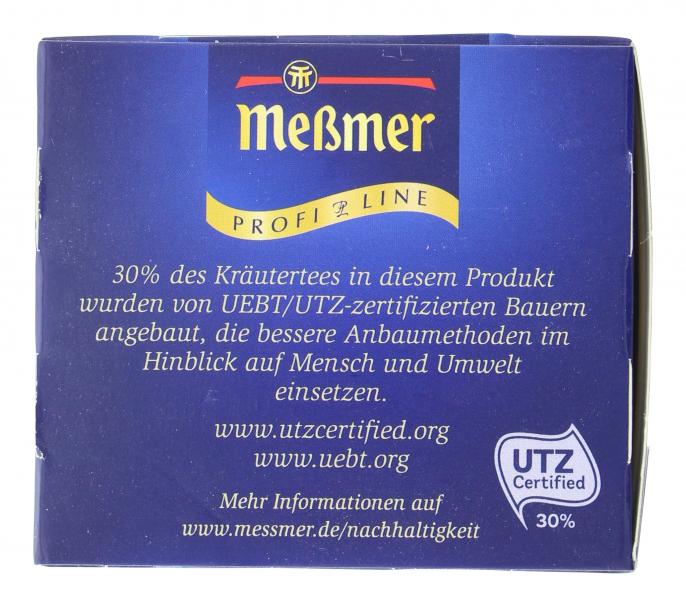 Meßmer
PROFI PL LINE
30% des Kräutertees in diesem Produkt
wurden von UEBT/UTZ-zertifizierten Bauern
angebaut, die bessere Anbaumethoden im
Hinblick auf Mensch und Umwelt
einsetzen.
www.utzcertified.org
www.uebt.org
UTZ
Certified
30%
Mehr Informationen auf
www.messmer.de/nachhaltigkeit